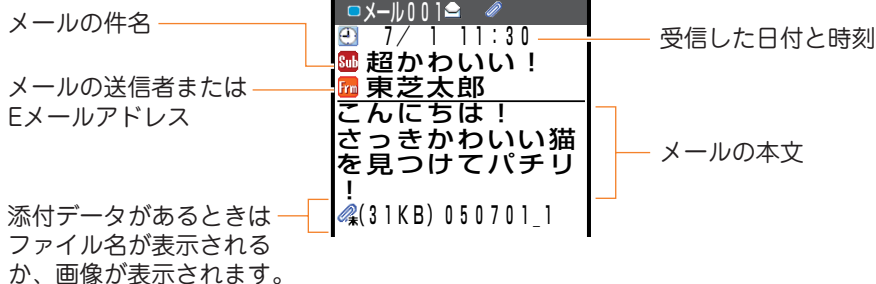 メールの件名
メールの送信者または
Eメールアドレス
添付データがあるときは
ファイル名が表示される
か、画像が表示されます。
メール001
7/ 1 11:30
Sub 超かわいい!
Frm 東芝太郎
こんにちは!
さっきかわいい猫
を見つけてパチリ
!
未(31KB)050701_1
受信した日付と時刻
メールの本文